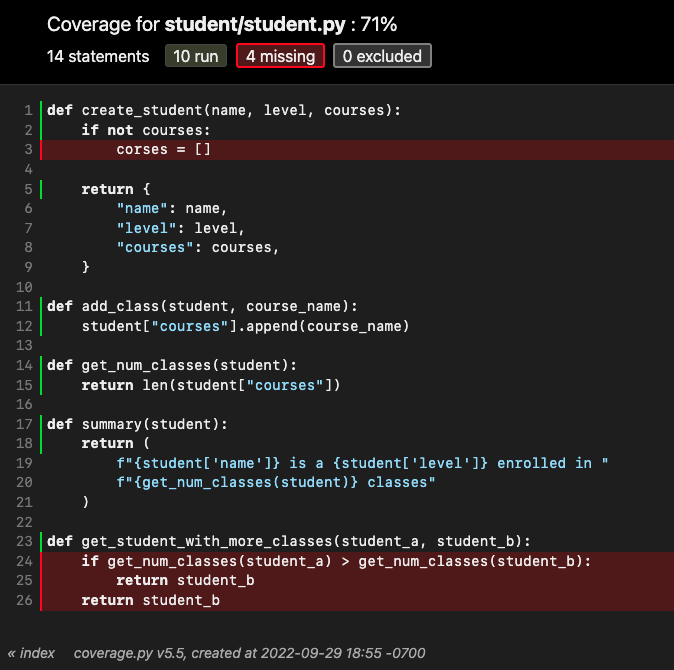 Coverage for student/student.py : 71%
14 statements 10 run 4 missing 0 excluded
1 def create_student(name, level, courses):
2     if not courses:
3         corses = []
4
5     return {
6         "name": name,
7         "level": level,
8         "courses": courses,
9     }
10
11 def add_class(student, course_name):
12     student["courses"].append(course_name)
13
14 def get_num_classes(student):
15     return len(student["courses"])
16
17 def summary(student):
18     return (
19         f"{student['name']} is a {student['level']} enrolled in "
20         f"{get_num_classes(student)} classes"
21     )
22
23 def get_student_with_more_classes(student_a, student_b):
24     if get_num_classes(student_a) > get_num_classes(student_b):
25         return student_b
26     return student_b
« index coverage.py v5.5, created at 2022-09-29 18:55 -0700